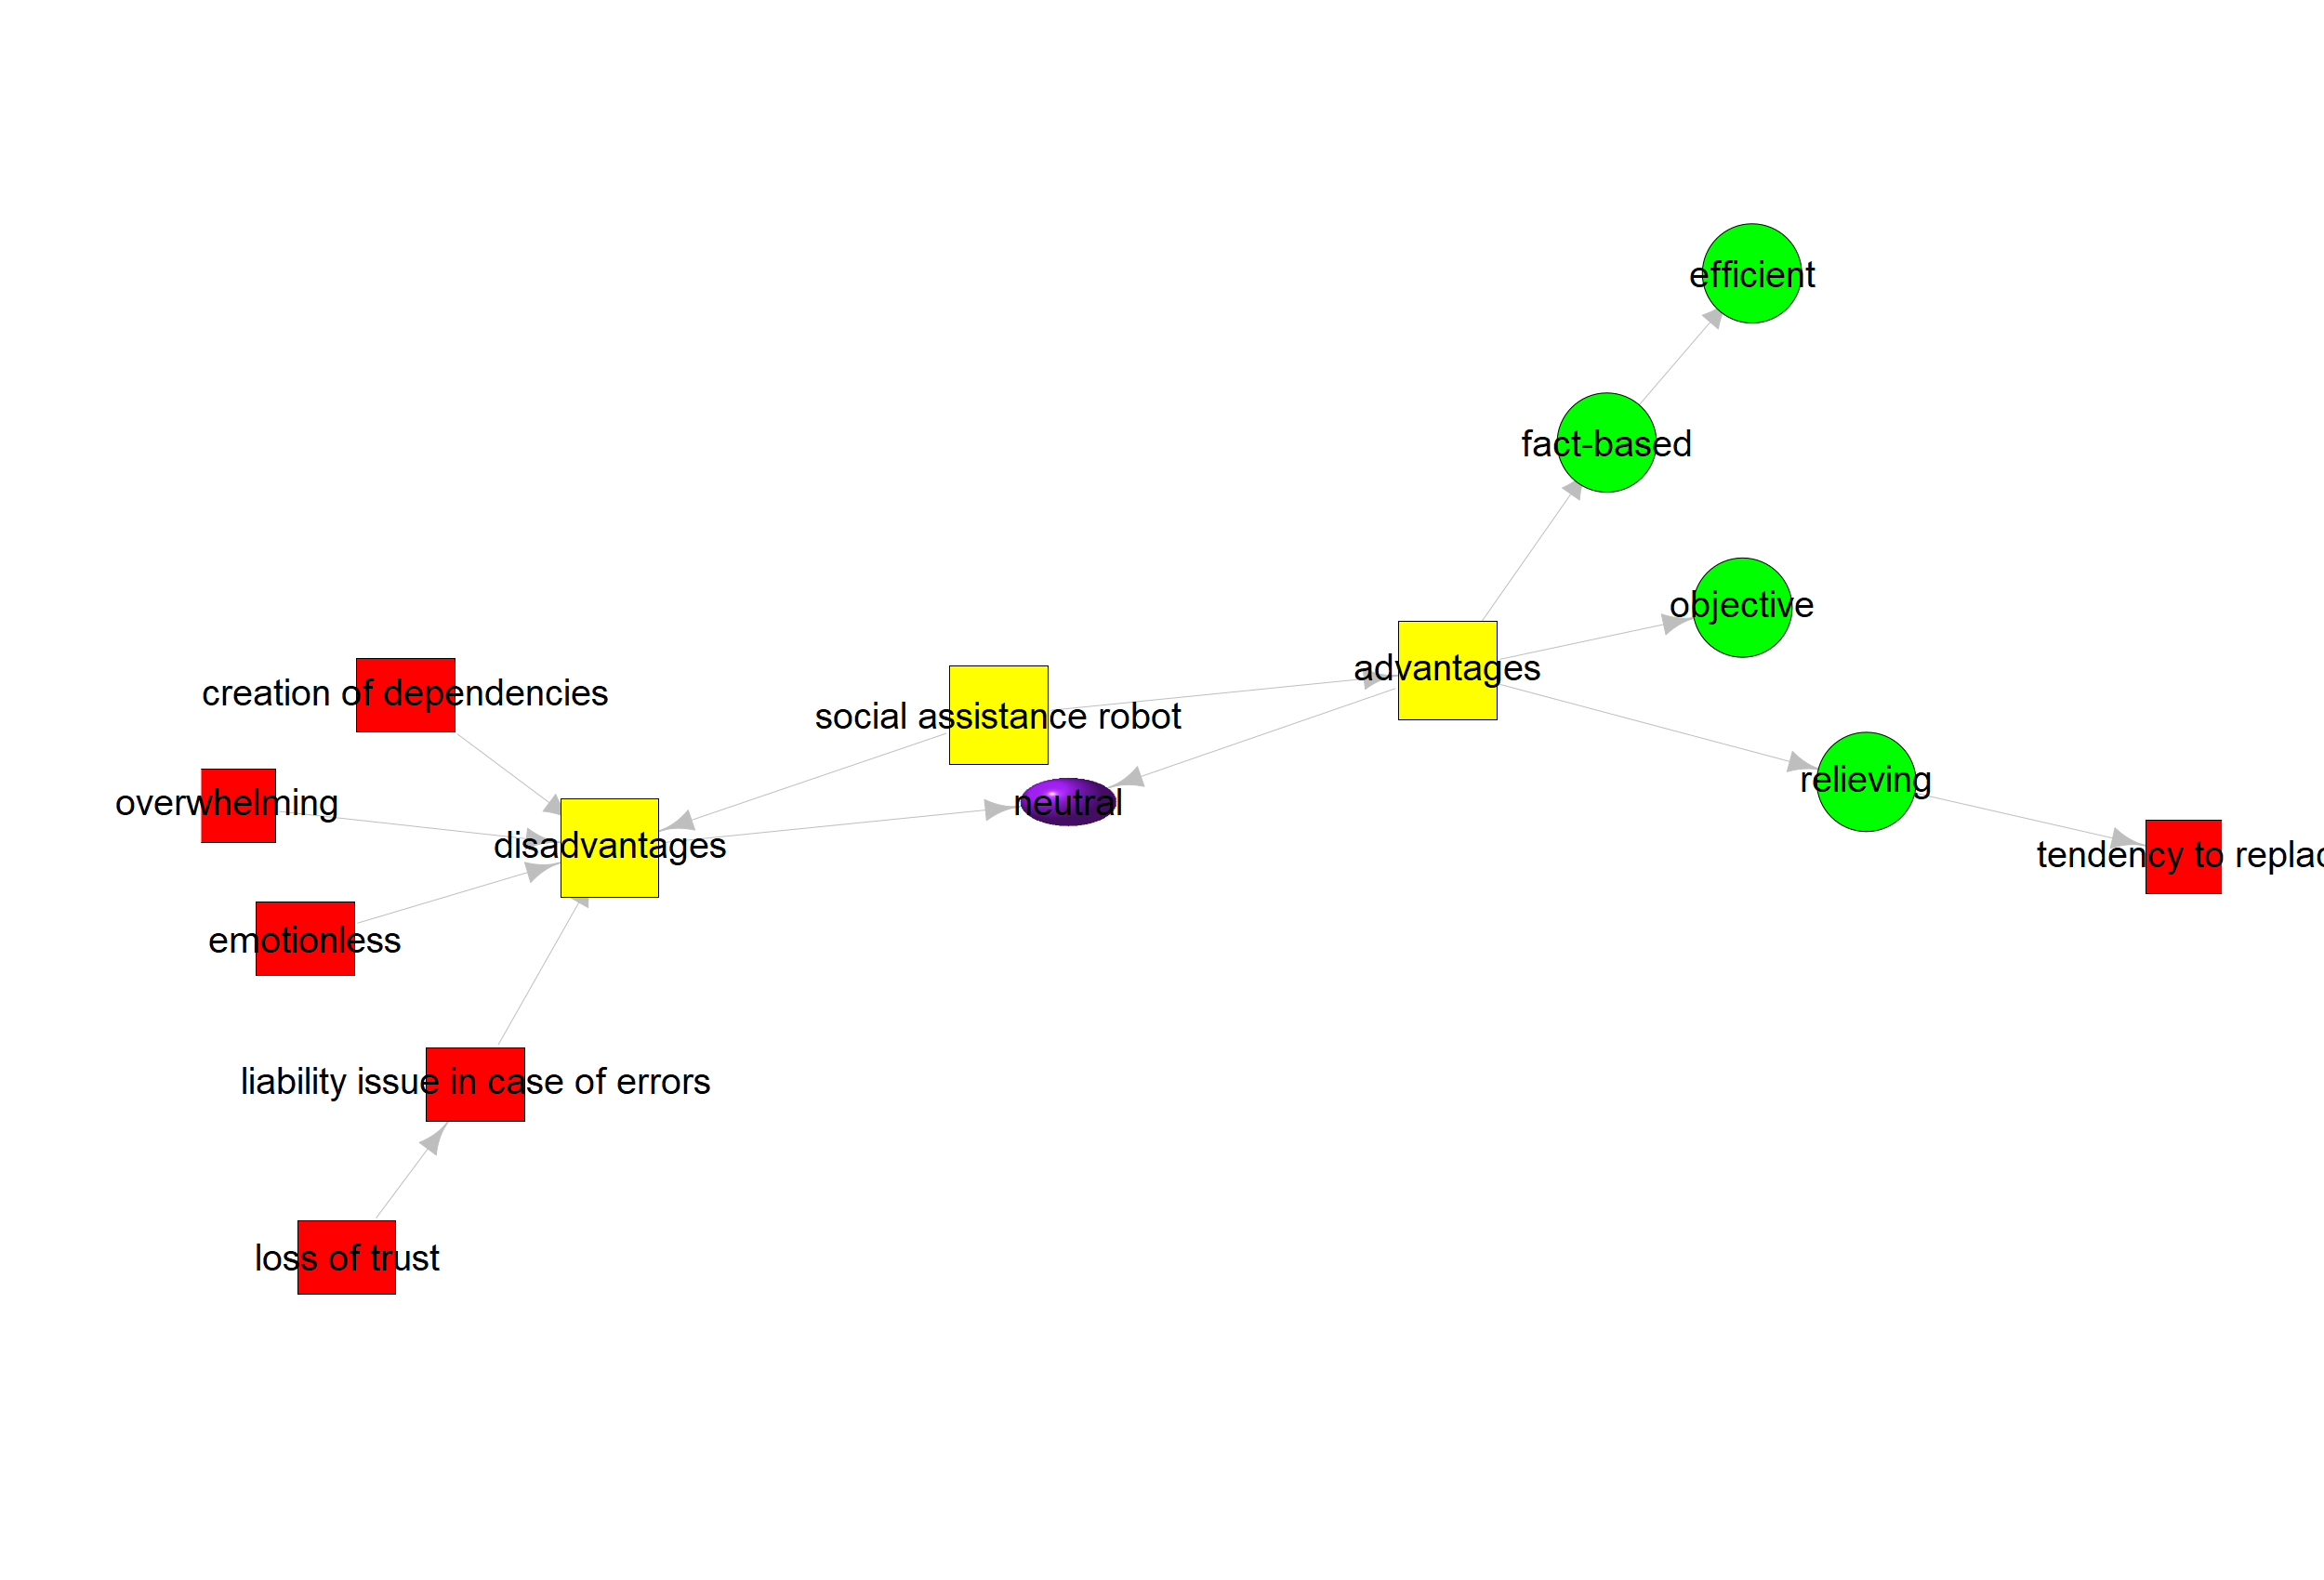 efficient
fact-based
objective
advantages
creation of dependencies
social assistance robot
relieving
overwhelming
neutral
disadvantages
tendency to replac
emotionless
liability issue in case of errors
loss of trust